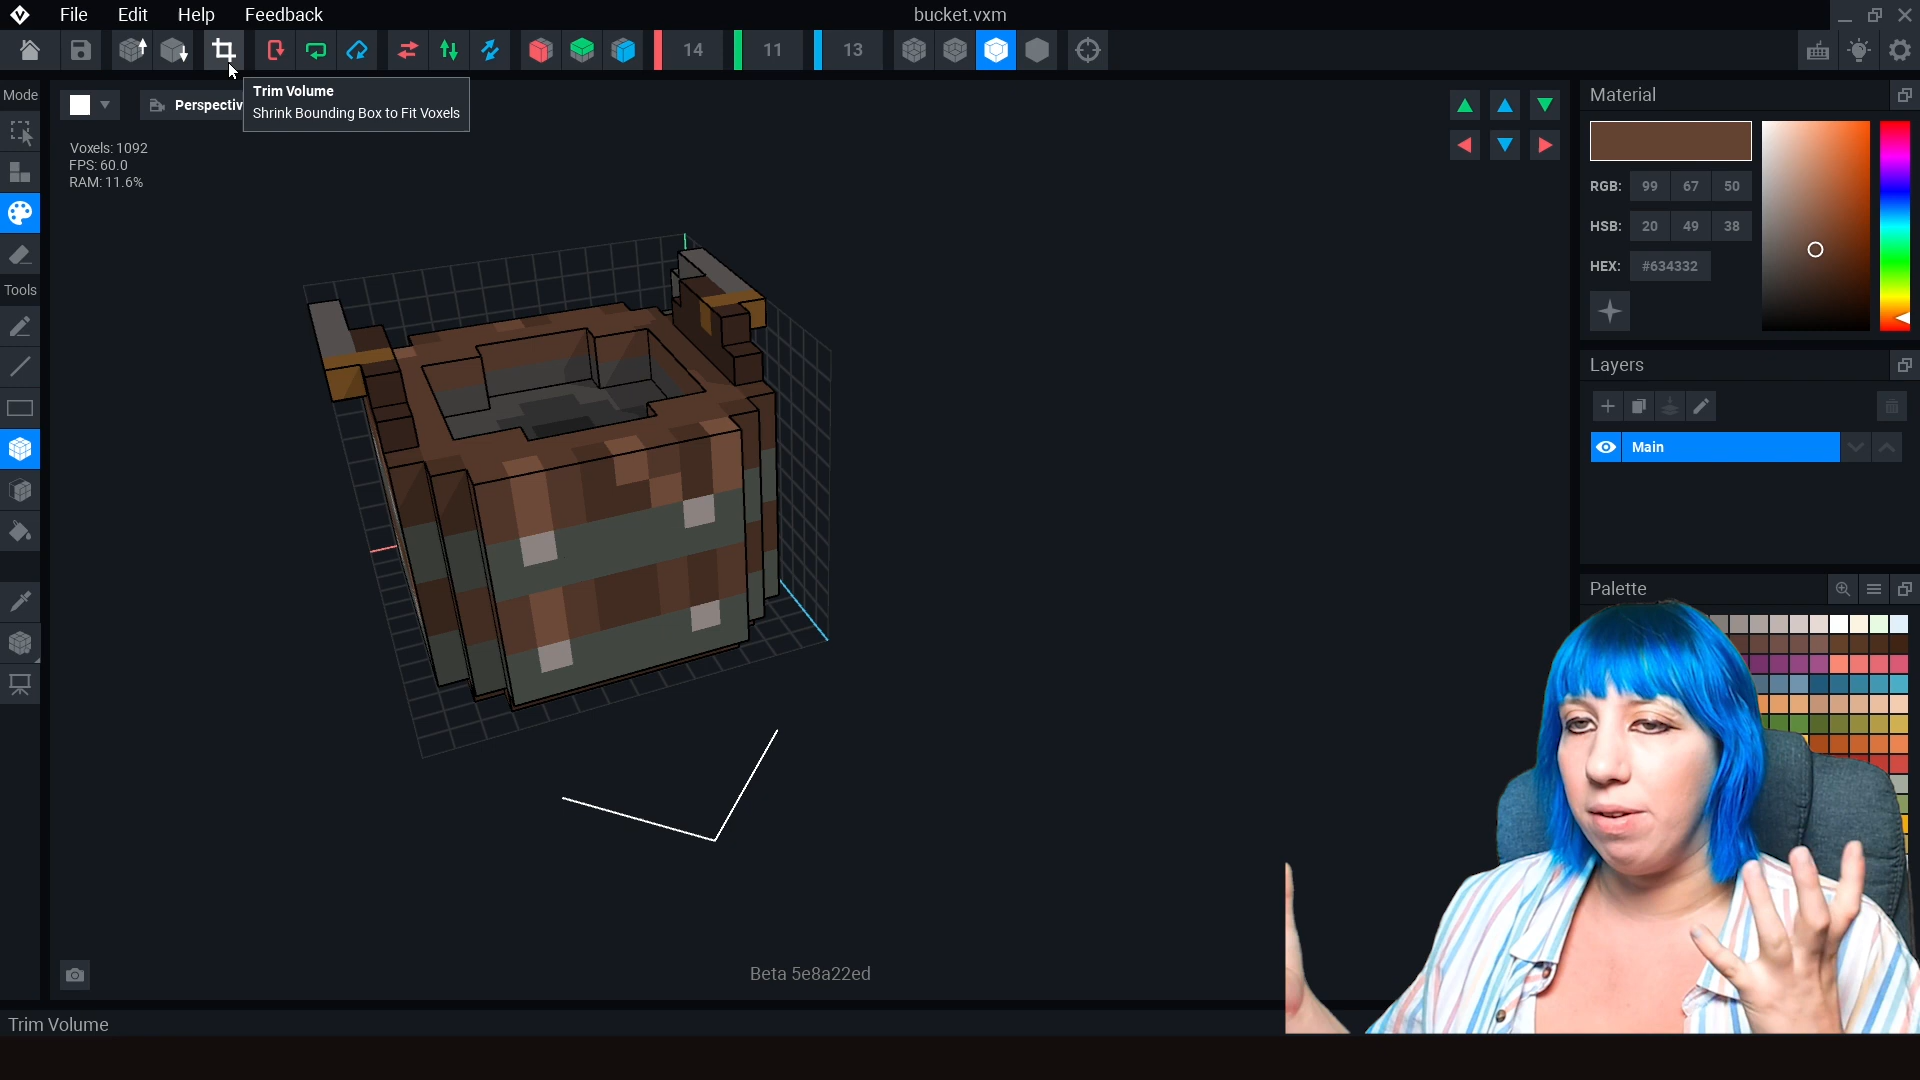 File Edit Help Feedback
bucket.vxm
14 11 13
Mode
Trim Volume
Shrink Bounding Box to Fit Voxels
Perspectiv
Voxels: 1092
FPS: 60.0
RAM: 11.6%
Tools
Material
RGB: 99 67 50
HSB: 20 49 38
HEX: #634332
Layers
Main
Palette
Beta 5e8a22ed
Trim Volume